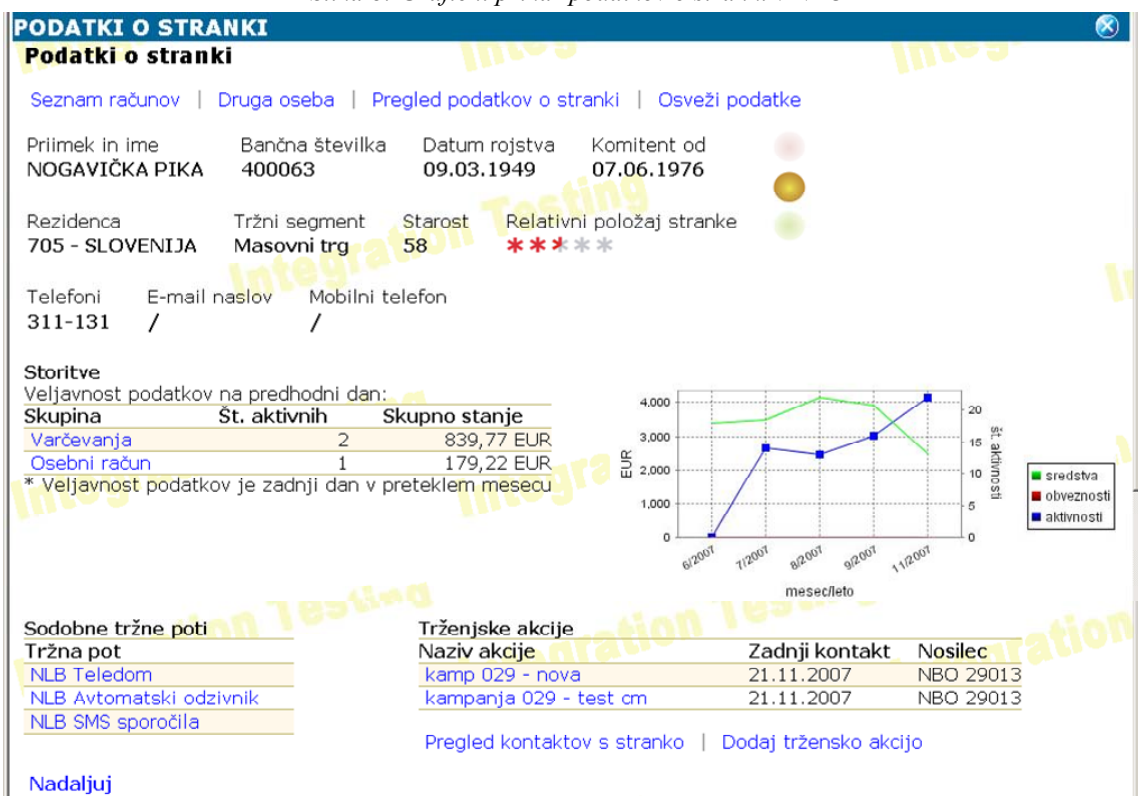 PODATKI O STRANKI
Podatki o stranki
Seznam računov | Druga oseba | Pregled podatkov o stranki | Osveži podatke
Priimek in ime Bančna številka Datum rojstva Komitent od
NOGAVIČKA PIKA 400063 09.03.1949 07.06.1976
Rezidenca Tržni segment Starost Relativni položaj stranke
705 - SLOVENIJA Masovni trg 58
Telefoni E-mail naslov Mobilni telefon
311-131 / /
Storitve
Veljavnost podatkov na predhodni dan:
Skupina Št. aktivnih Skupno stanje
Varčevanja 2 839,77 EUR
Osebni račun 1 179,22 EUR
* Veljavnost podatkov je zadnji dan v preteklem mesecu
4.000
3.000
2.000
1.000
0
EUR
20
15
10
5
0
št. aktivnosti
6/2007 7/2007 8/2007 9/2007 11/2007
mesec/leto
sredstva
obveznosti
aktivnosti
Sodobne tržne poti
Tržna pot
NLB Teledom
NLB Avtomatski odzivnik
NLB SMS sporočila
Trženjske akcije
Naziv akcije Zadnji kontakt Nosilec
kamp 029 - nova 21.11.2007 NBO 29013
kampanja 029 - test cm 21.11.2007 NBO 29013
Pregled kontaktov s stranko | Dodaj tržensko akcijo
Nadaljuj
Integration Testing